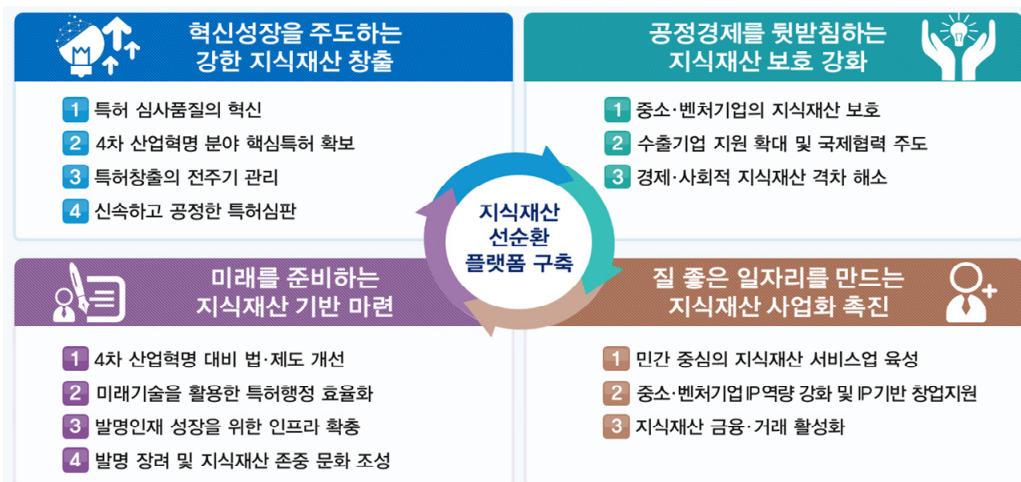 혁신성장을 주도하는
강한 지식재산 창출
1 특허 심사품질의 혁신
2 4차 산업혁명 분야 핵심특허 확보
3 특허창출의 전주기 관리
4 신속하고 공정한 특허심판
공정경제를 뒷받침하는
지식재산 보호 강화
1 중소·벤처기업의 지식재산 보호
2 수출기업 지원 확대 및 국제협력 주도
3 경제·사회적 지식재산 격차 해소
지식재산
선순환
플랫폼 구축
미래를 준비하는
지식재산 기반 마련
1 4차 산업혁명 대비 법·제도 개선
2 미래기술을 활용한 특허행정 효율화
3 발명인재 성장을 위한 인프라 확충
4 발명 장려 및 지식재산 존중 문화 조성
질 좋은 일자리를 만드는
지식재산 사업화 촉진
1 민간 중심의 지식재산 서비스업 육성
2 중소·벤처기업IP역량 강화 및 IP기반 창업지원
3 지식재산 금융·거래 활성화